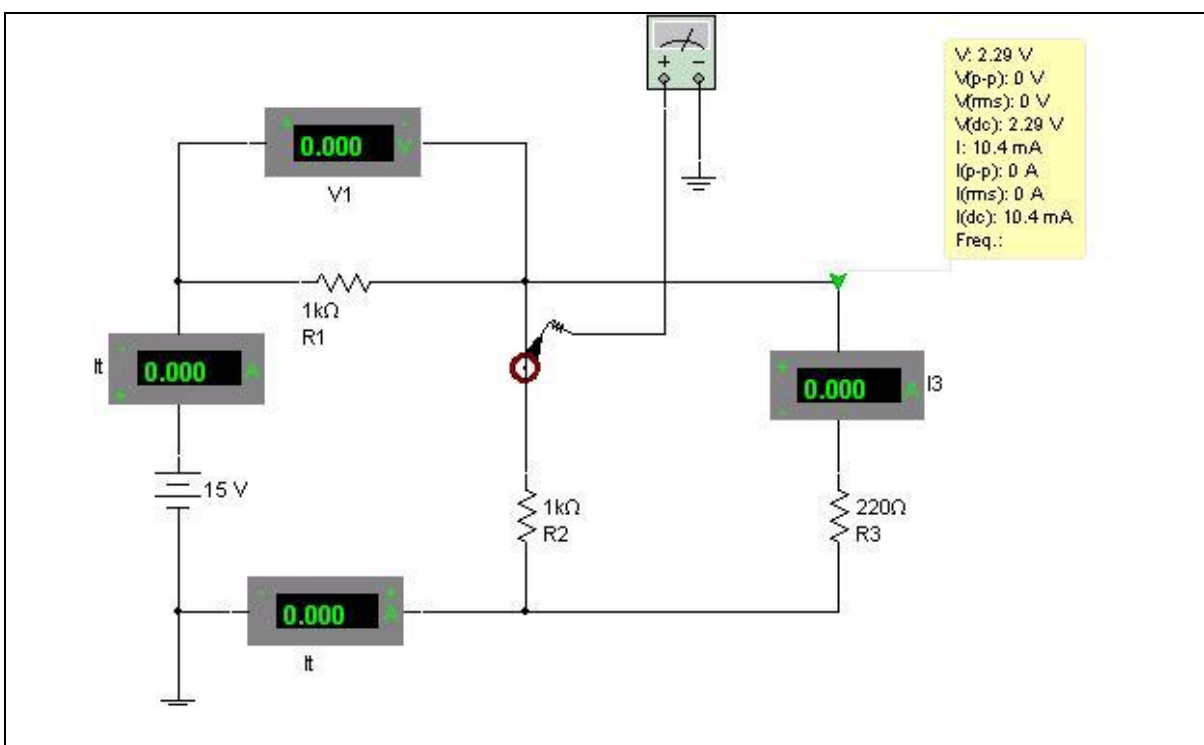 + -
V: 2.29 V
V(p-p): 0 V
V(rms): 0 V
V(dc): 2.29 V
I: 10.4 mA
I(p-p): 0 A
I(rms): 0 A
I(dc): 10.4 mA
Freq.:
+ -
0.000 V
V1
1kΩ
R1
It
-
0.000 A
+
+
0.000 A
-
I3
15 V
1kΩ
R2
220Ω
R3
- +
0.000 A
It